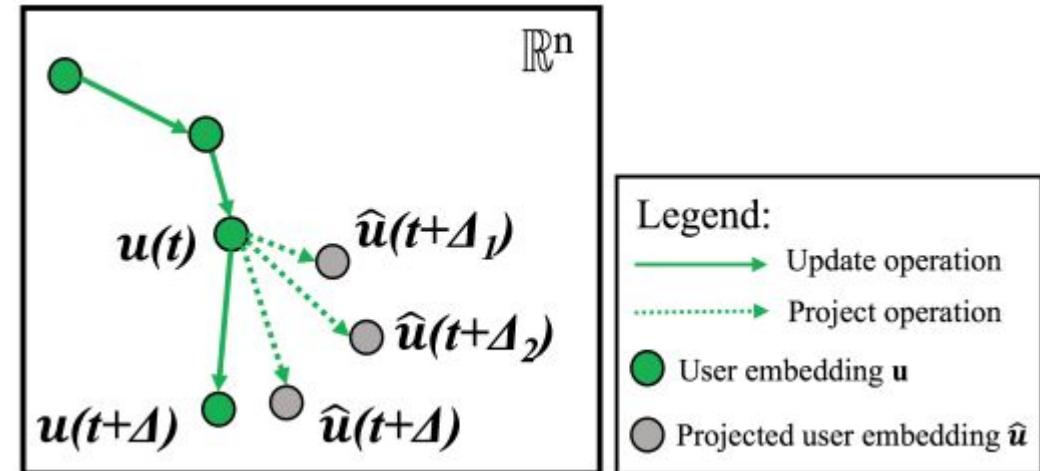 ℝⁿ
u(t)
û(t+Δ₁)
û(t+Δ₂)
u(t+Δ)
û(t+Δ)
Legend:
Update operation
Project operation
User embedding u
Projected user embedding û